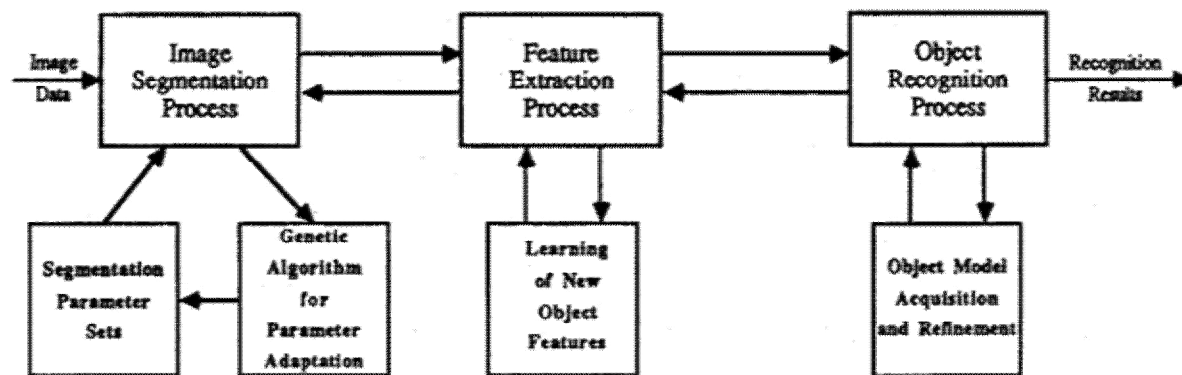 Image
Data
Image
Segmentation
Process
Feature
Extraction
Process
Object
Recognition
Process
Recognition
Results
Segmentation
Parameter
Sets
Genetic
Algorithm
for
Parameter
Adaptation
Learning
of New
Object
Features
Object Model
Acquisition
and Refinement